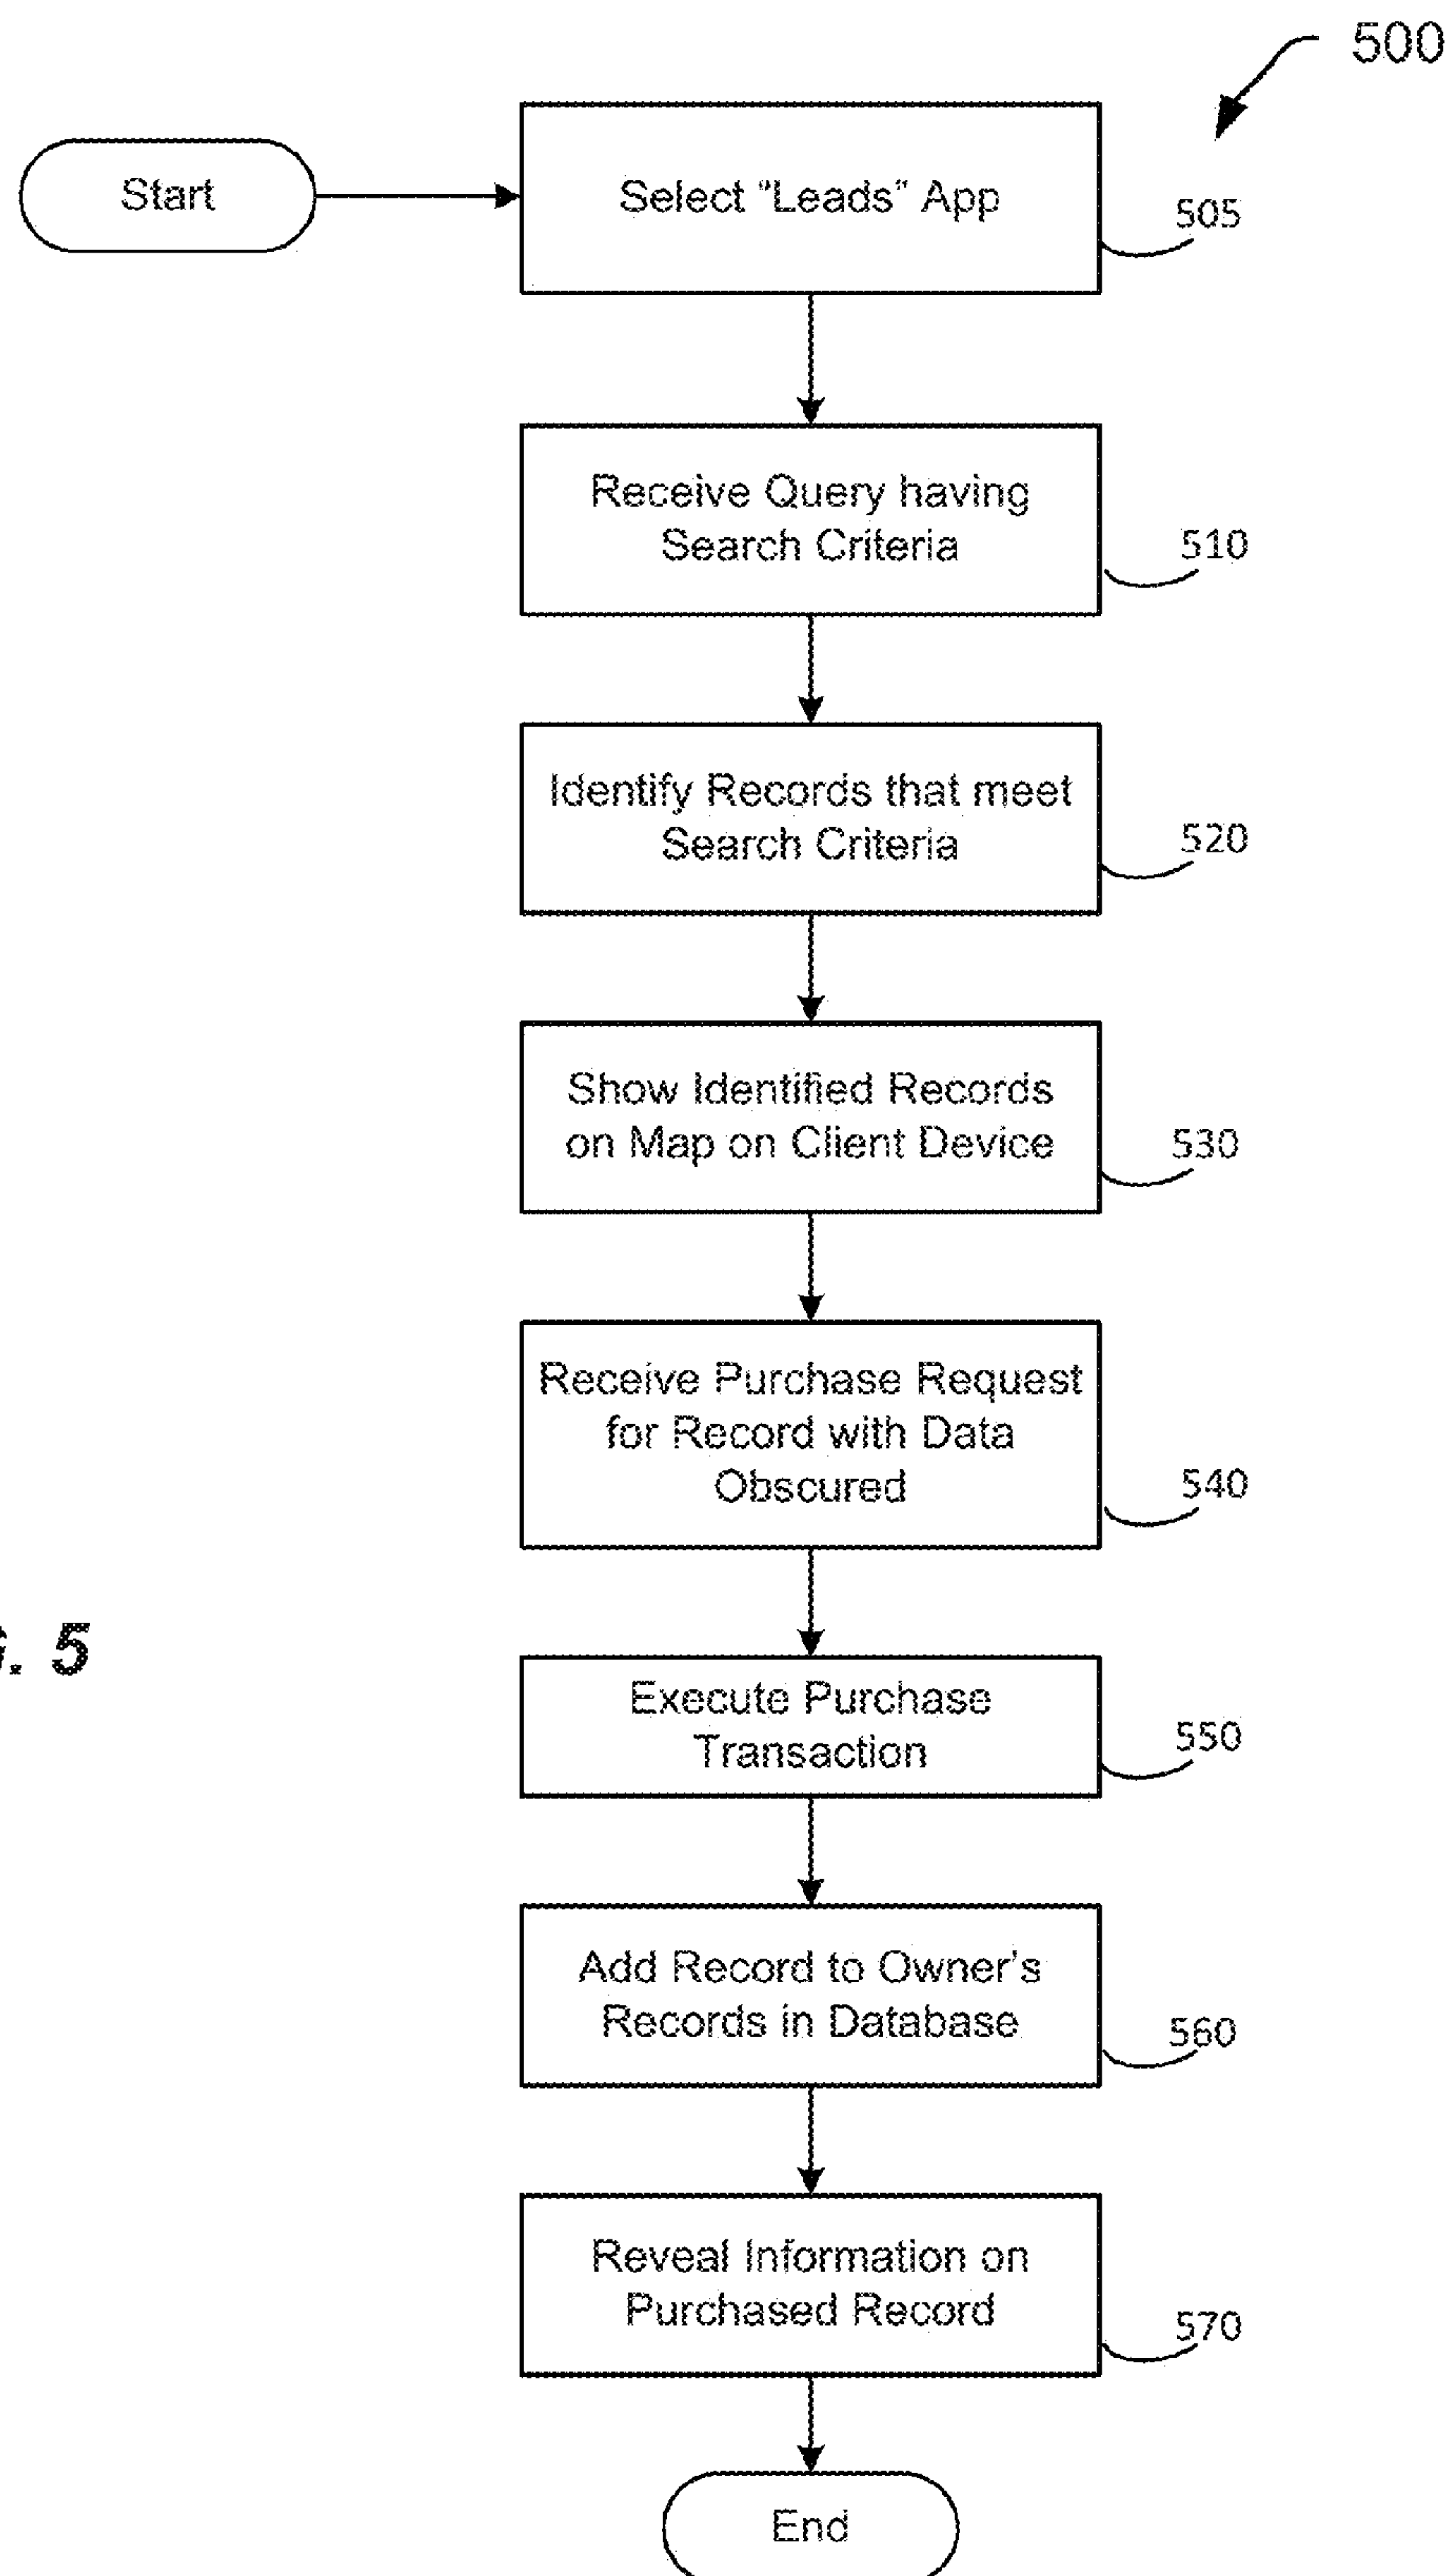 500
Start
Select “Leads” App
505
Receive Query having
Search Criteria
510
Identify Records that meet
Search Criteria
520
Show Identified Records
on Map on Client Device
530
Receive Purchase Request
for Record with Data
Obscured
540
. 5
Execute Purchase
Transaction
550
Add Record to Owner’s
Records in Database
560
Reveal Information on
Purchased Record
570
End